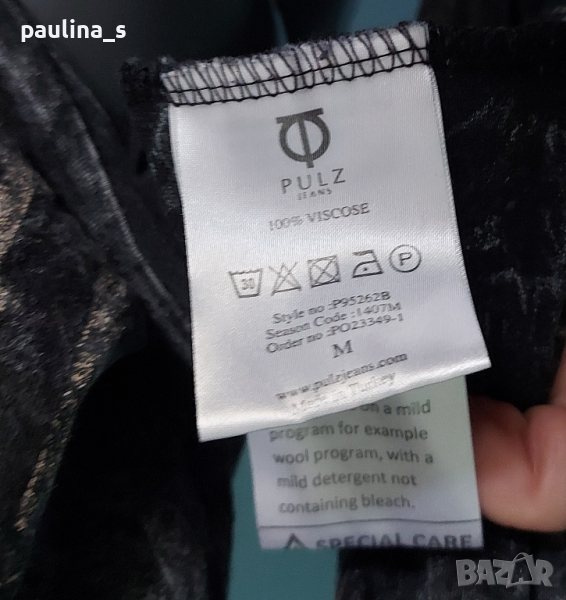 paulina_s
PULZ
JEANS
100% VISCOSE
30 P
Style no :P95262B
Season Code :1407M
Order no :PO23349-1
M
www.pulzjeans.com
Made in Turkey
on a mild
program for example
wool program, with a
mild detergent not
containing bleach.
SPECIAL CARE
BAZAR